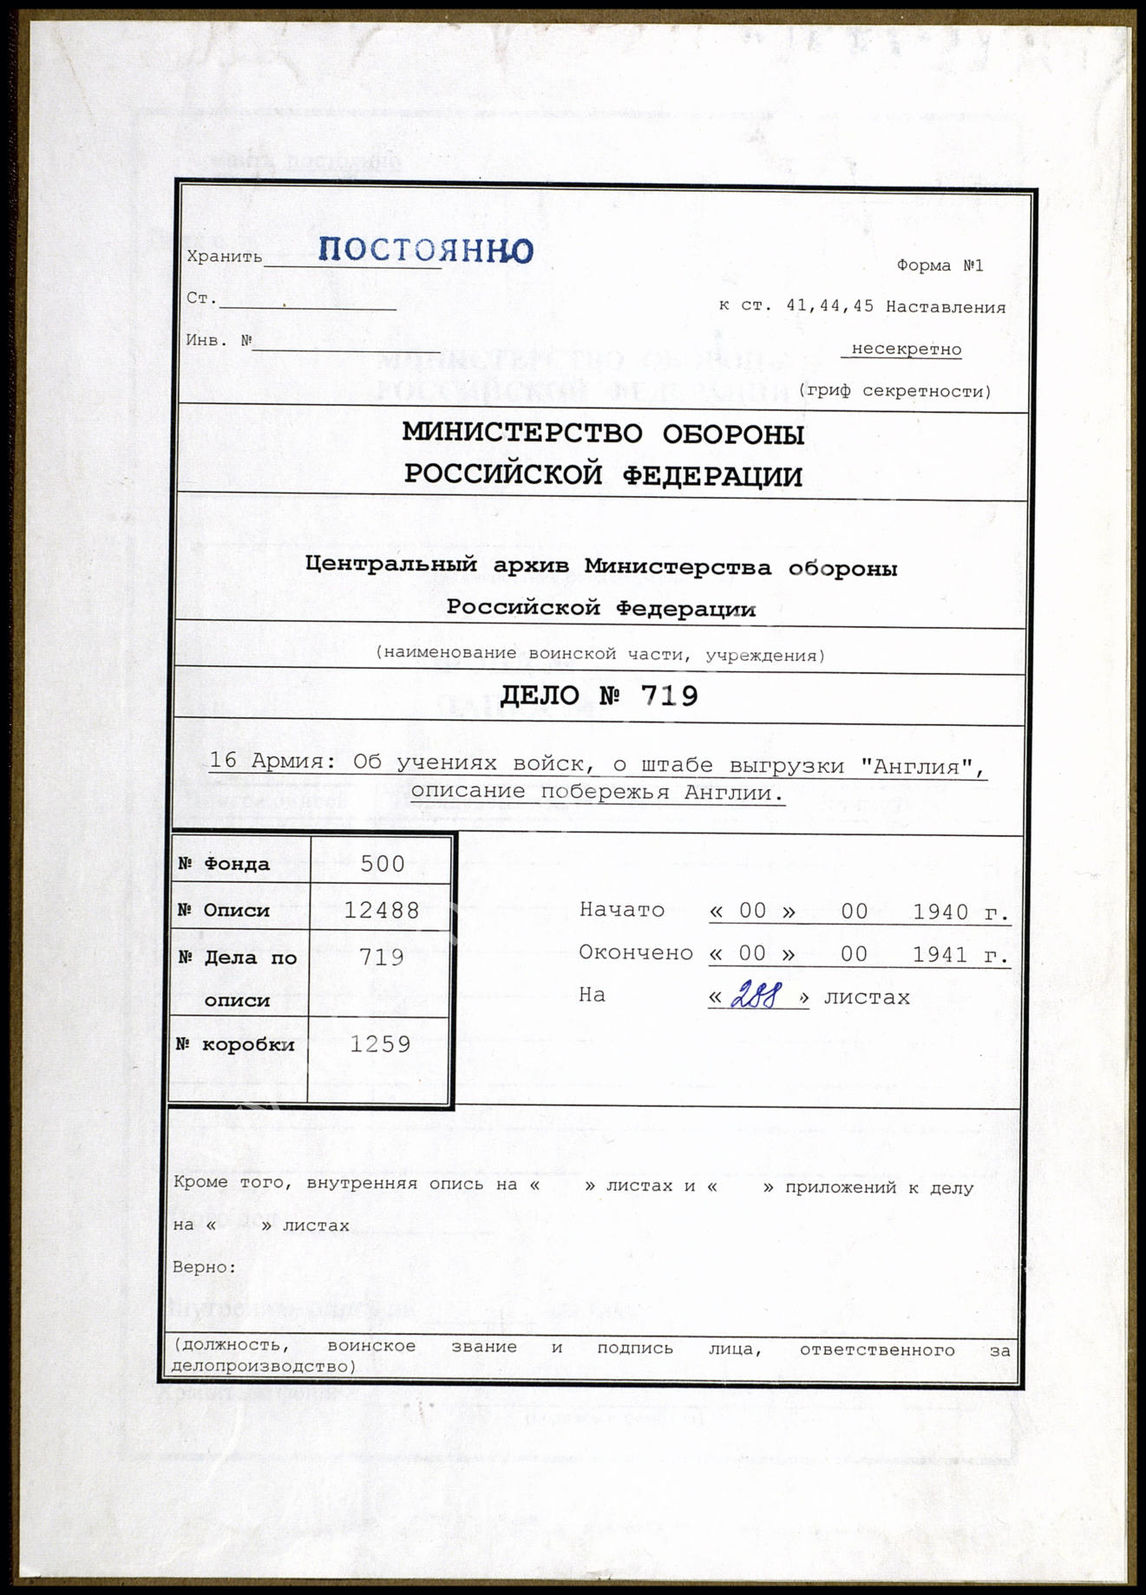 Хранить ПОСТОЯННО
Форма №1
Ст.
к ст. 41,44,45 Наставления
Инв. №
несекретно
(гриф секретности)
МИНИСТЕРСТВО ОБОРОНЫ
РОССИЙСКОЙ ФЕДЕРАЦИИ
Центральный архив Министерства обороны
Российской Федерации
(наименование воинской части, учреждения)
ДЕЛО № 719
16 Армия: Об учениях войск, о штабе выгрузки "Англия",
описание побережья Англии.
№ Фонда 500
№ Описи 12488
№ Дела по 719
описи
№ коробки 1259
Начато « 00 » 00 1940 г.
Окончено « 00 » 00 1941 г.
На « 288 » листах
Кроме того, внутренняя опись на « » листах и « » приложений к делу
на « » листах
Верно:
(должность, воинское звание и подпись лица, ответственного за
делопроизводство)